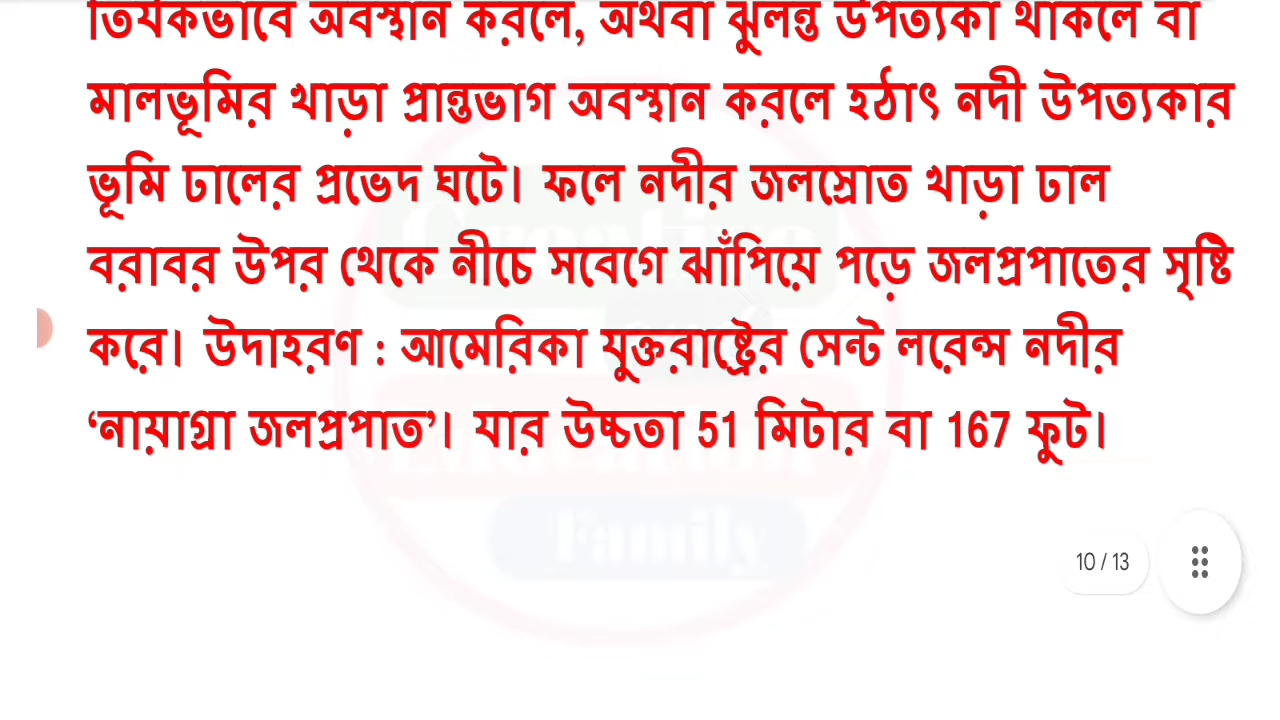 তির্যকভাবে অবস্থান করলে, অথবা ঝুলন্ত উপত্যকা থাকলে বা
মালভূমির খাড়া প্রান্তভাগ অবস্থান করলে হঠাৎ নদী উপত্যকার
ভূমি ঢালের প্রভেদ ঘটে। ফলে নদীর জলস্রোত খাড়া ঢাল
বরাবর উপর থেকে নীচে সবেগে ঝাঁপিয়ে পড়ে জলপ্রপাতের সৃষ্টি
করে। উদাহরণ : আমেরিকা যুক্তরাষ্ট্রের সেন্ট লরেন্স নদীর
‘নায়াগ্রা জলপ্রপাত’। যার উচ্চতা 51 মিটার বা 167 ফুট।
Family
10 / 13